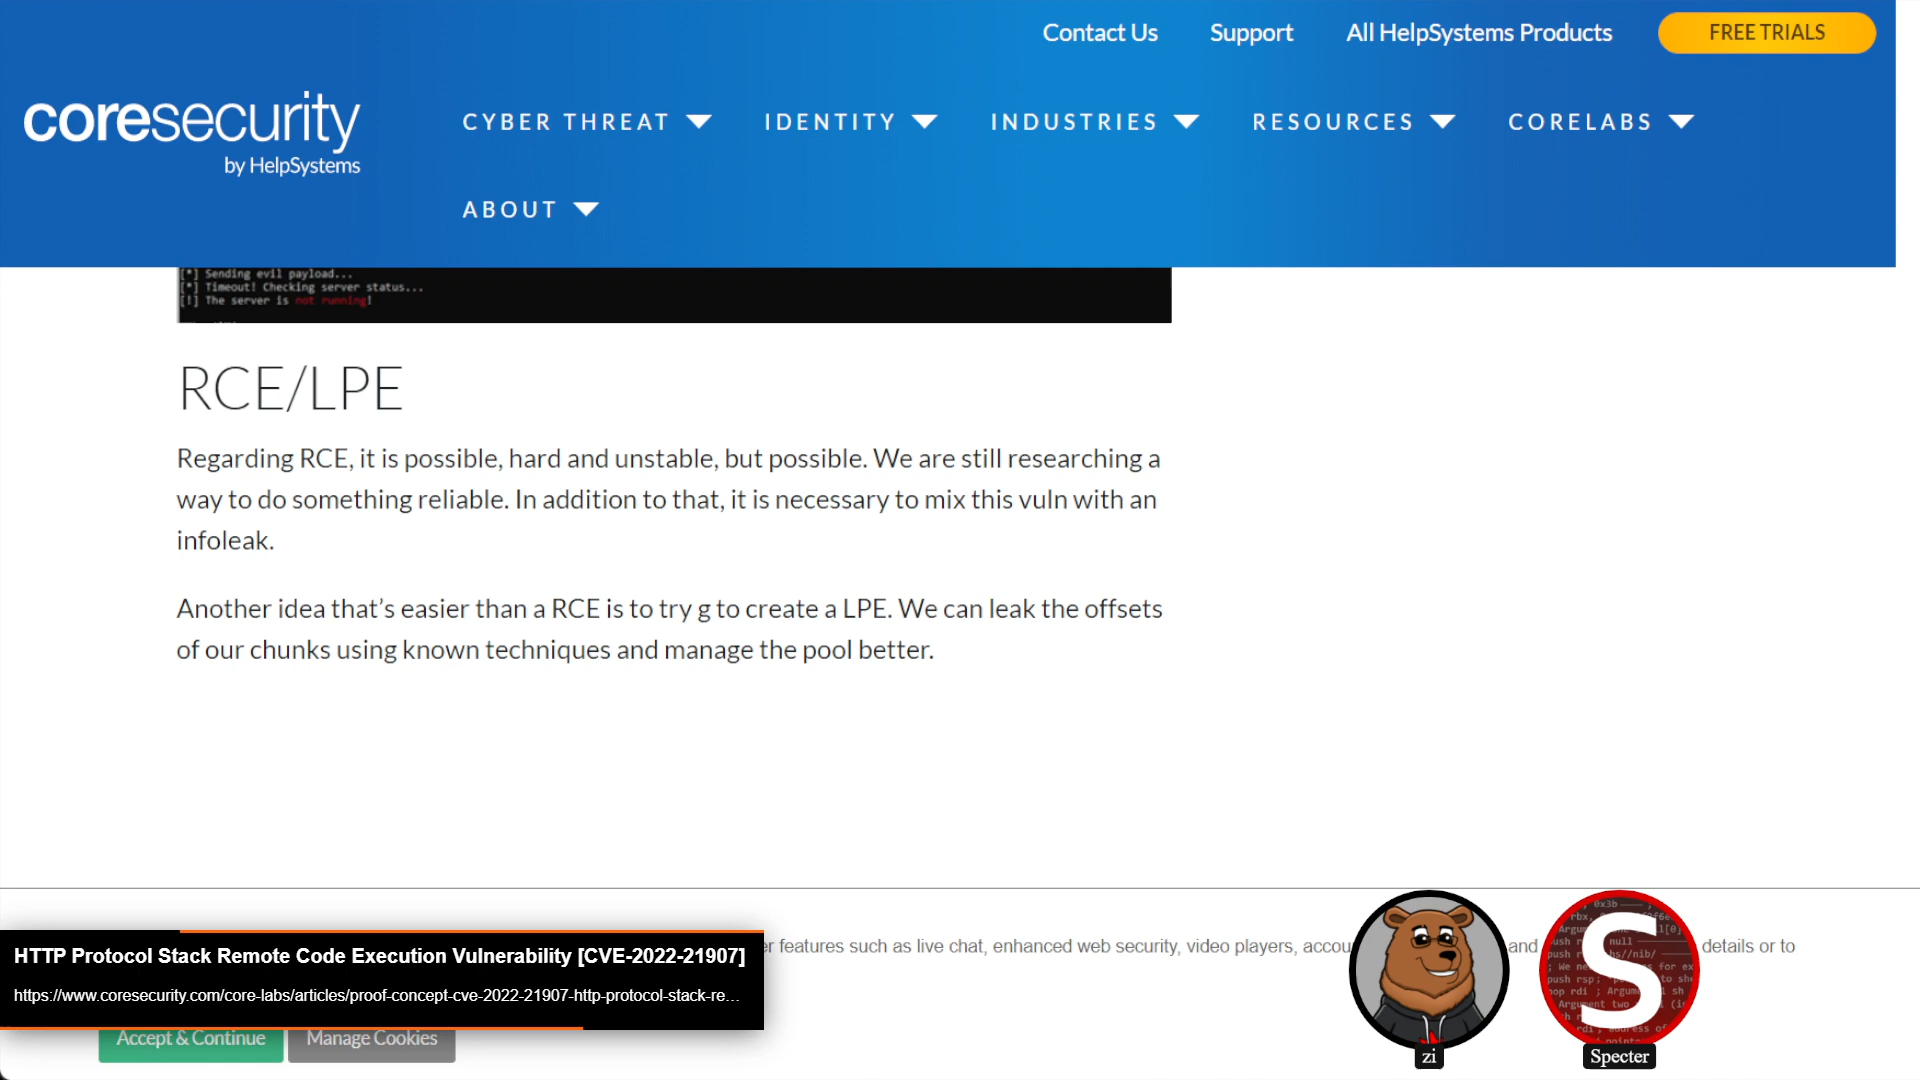 Contact Us
Support
All HelpSystems Products
FREE TRIALS
coresecurity
by HelpSystems
CYBER THREAT
IDENTITY
INDUSTRIES
RESOURCES
CORELABS
ABOUT
[*] Sending evil payload...
[*] Timeout! Checking server status...
[!] The server is not running!
RCE/LPE
Regarding RCE, it is possible, hard and unstable, but possible. We are still researching a
way to do something reliable. In addition to that, it is necessary to mix this vuln with an
infoleak.
Another idea that’s easier than a RCE is to try g to create a LPE. We can leak the offsets
of our chunks using known techniques and manage the pool better.
features such as live chat, enhanced web security, video players, and details or to
HTTP Protocol Stack Remote Code Execution Vulnerability [CVE-2022-21907]
https://www.coresecurity.com/core-labs/articles/proof-concept-cve-2022-21907-http-protocol-stack-re...
Accept & Continue
Manage Cookies
zi
S
Specter